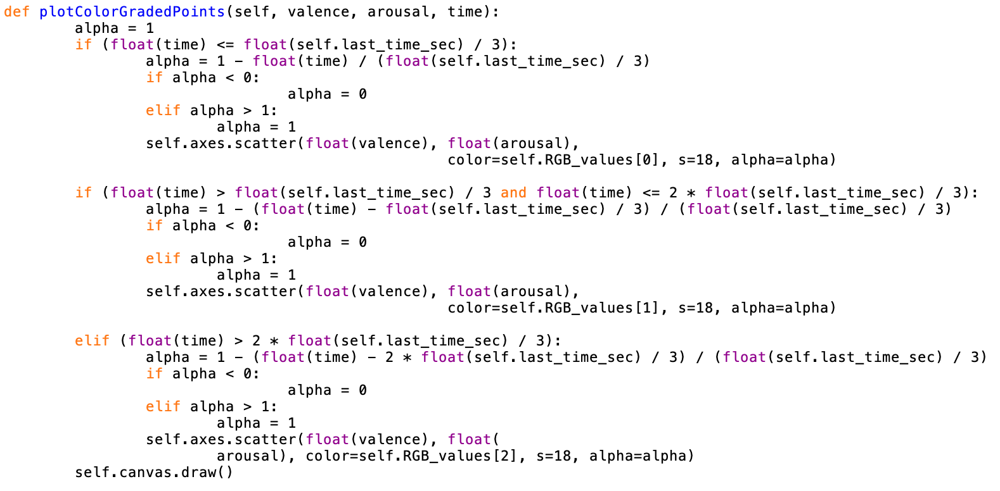 def plotColorGradedPoints(self, valence, arousal, time):
        alpha = 1
        if (float(time) <= float(self.last_time_sec) / 3):
                alpha = 1 - float(time) / (float(self.last_time_sec) / 3)
                if alpha < 0:
                                alpha = 0
                elif alpha > 1:
                        alpha = 1
                self.axes.scatter(float(valence), float(arousal),
                                                  color=self.RGB_values[0], s=18, alpha=alpha)

        if (float(time) > float(self.last_time_sec) / 3 and float(time) <= 2 * float(self.last_time_sec) / 3):
                alpha = 1 - (float(time) - float(self.last_time_sec) / 3) / (float(self.last_time_sec) / 3)
                if alpha < 0:
                                alpha = 0
                elif alpha > 1:
                        alpha = 1
                self.axes.scatter(float(valence), float(arousal),
                                                  color=self.RGB_values[1], s=18, alpha=alpha)

        elif (float(time) > 2 * float(self.last_time_sec) / 3):
                alpha = 1 - (float(time) - 2 * float(self.last_time_sec) / 3) / (float(self.last_time_sec) / 3)
                if alpha < 0:
                                alpha = 0
                elif alpha > 1:
                        alpha = 1
                self.axes.scatter(float(valence), float(
                        arousal), color=self.RGB_values[2], s=18, alpha=alpha)
        self.canvas.draw()